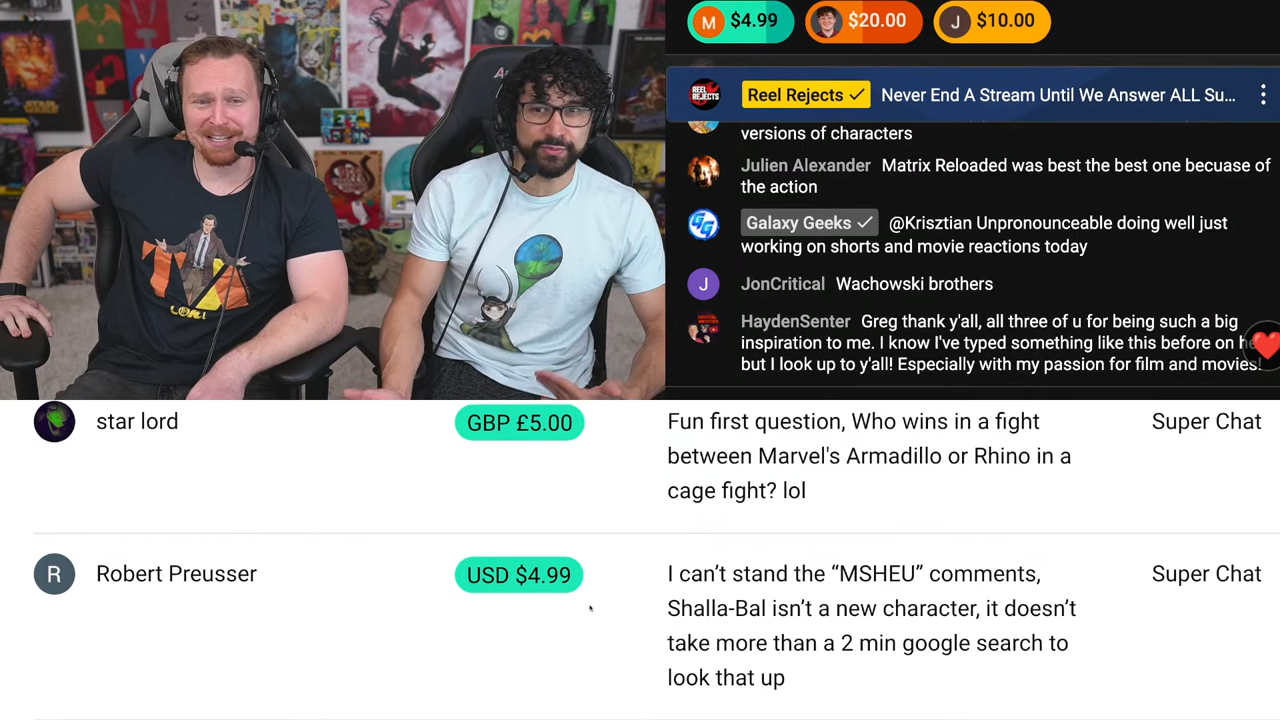 $4.99
$20.00
$10.00
REEL REJECTS
Reel Rejects
Never End A Stream Until We Answer ALL Su...
versions of characters
Julien Alexander Matrix Reloaded was best the best one becuase of
the action
Galaxy Geeks @Krisztian Unpronounceable doing well just
working on shorts and movie reactions today
J
JonCritical Wachowski brothers
HaydenSenter Greg thank y'all, all three of u for being such a big
inspiration to me. I know I've typed something like this before on
but I look up to y'all! Especially with my passion for film and movies!
M
J
LOKI
star lord
GBP £5.00
Fun first question, Who wins in a fight
between Marvel's Armadillo or Rhino in a
cage fight? lol
Super Chat
R
Robert Preusser
USD $4.99
I can’t stand the “MSHEU” comments,
Shalla-Bal isn’t a new character, it doesn’t
take more than a 2 min google search to
look that up
Super Chat